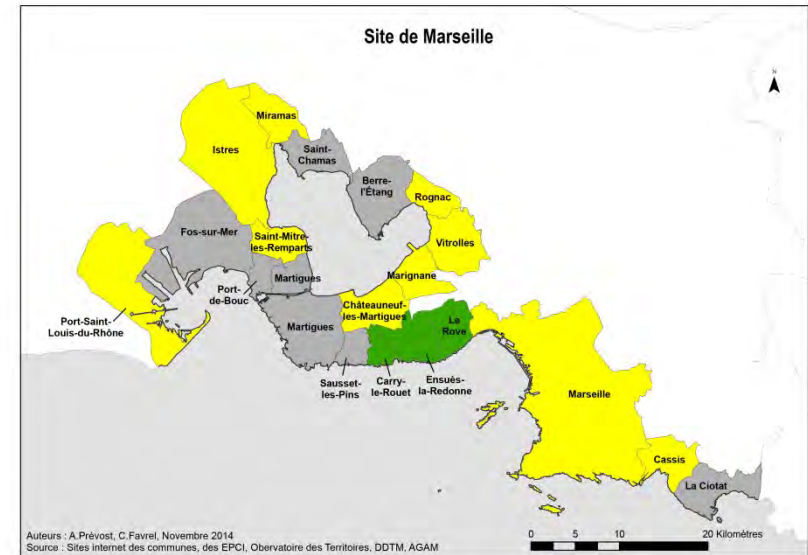 Site de Marseille
N
Miramas
Istres
Saint-
Chamas
Berre-
l'Étang
Rognac
Fos-sur-Mer
Saint-Mitre-
les-Remparts
Vitrolles
Port-
de-Bouc
Martigues
Marignane
Châteauneuf-
les-Martigues
Port-Saint-
Louis-du-Rhône
Martigues
Le
Rove
Sausset-
les-Pins
Carry-
le-Rouet
Ensuès-
la-Redonne
Marseille
Cassis
La Ciotat
Auteurs : A.Prévost, C.Favrel, Novembre 2014
Source : Sites internet des communes, des EPCI, Obervatoire des Territoires, DDTM, AGAM
0 5 10 20 Kilomètres